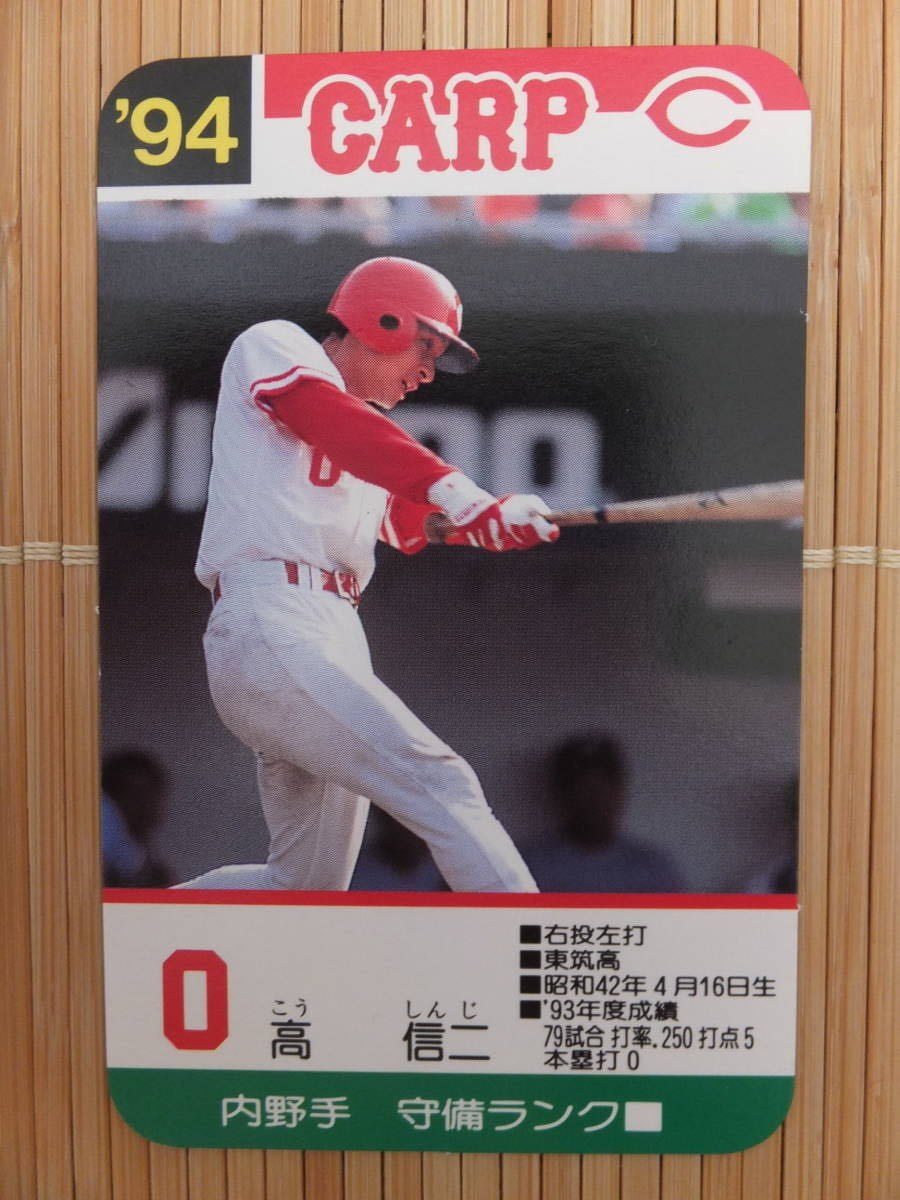 '94
CARP
0
0
こう しんじ
高 信二
■右投左打
■東筑高
■昭和42年4月16日生
■'93年度成績
79試合 打率.250 打点5
本塁打0
内野手 守備ランク■